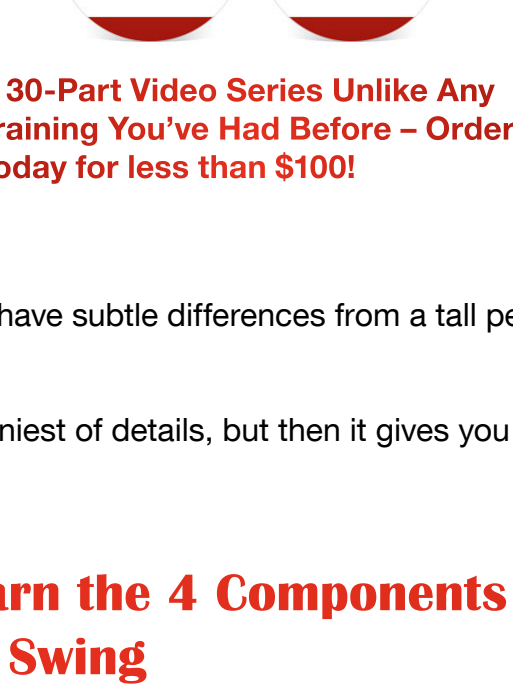 30-Part Video Series Unlike Any
raining You’ve Had Before – Order
oday for less than $100!
have subtle differences from a tall pe
niest of details, but then it gives you
arn the 4 Components
Swing